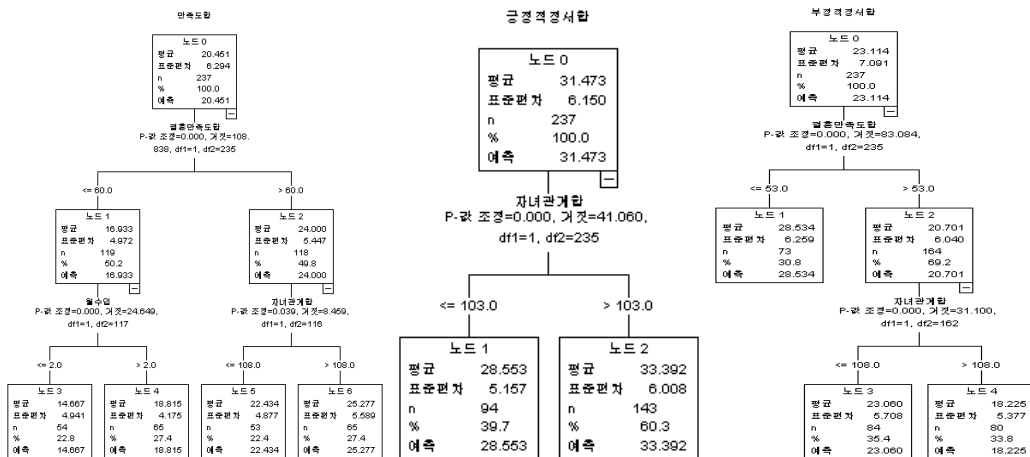 만족도합
노드 0
평균 20.451
표준편차 6.294
n 237
% 100.0
예측 20.451
결혼만족도합
P-값 조정=0.000, 거짓=108.
838, df1=1, df2=235
<= 60.0
> 60.0
노드 1
평균 16.933
표준편차 4.972
n 119
% 50.2
예측 16.933
월수입
P-값 조정=0.000, 거짓=24.649,
df1=1, df2=117
노드 2
평균 24.000
표준편차 5.447
n 118
% 49.8
예측 24.000
자녀관계합
P-값 조정=0.039, 거짓=8.459,
df1=1, df2=116
<= 2.0
> 2.0
<= 108.0
> 108.0
노드 3
평균 14.667
표준편차 4.941
n 54
% 22.8
예측 14.667
노드 4
평균 18.815
표준편차 4.175
n 65
% 27.4
예측 18.815
노드 5
평균 22.434
표준편차 4.877
n 53
% 22.4
예측 22.434
노드 6
평균 25.277
표준편차 5.589
n 65
% 27.4
예측 25.277
긍정적정서합
노드 0
평균 31.473
표준편차 6.150
n 237
% 100.0
예측 31.473
자녀관계합
P-값 조정=0.000, 거짓=41.060,
df1=1, df2=235
<= 103.0
> 103.0
노드 1
평균 28.553
표준편차 5.157
n 94
% 39.7
예측 28.553
노드 2
평균 33.392
표준편차 6.008
n 143
% 60.3
예측 33.392
부정적정서합
노드 0
평균 23.114
표준편차 7.091
n 237
% 100.0
예측 23.114
결혼만족도합
P-값 조정=0.000, 거짓=83.084,
df1=1, df2=235
<= 53.0
> 53.0
노드 1
평균 28.534
표준편차 6.259
n 73
% 30.8
예측 28.534
노드 2
평균 20.701
표준편차 6.040
n 164
% 69.2
예측 20.701
자녀관계합
P-값 조정=0.000, 거짓=31.100,
df1=1, df2=162
<= 108.0
> 108.0
노드 3
평균 23.060
표준편차 5.708
n 84
% 35.4
예측 23.060
노드 4
평균 18.225
표준편차 5.377
n 80
% 33.8
예측 18.225